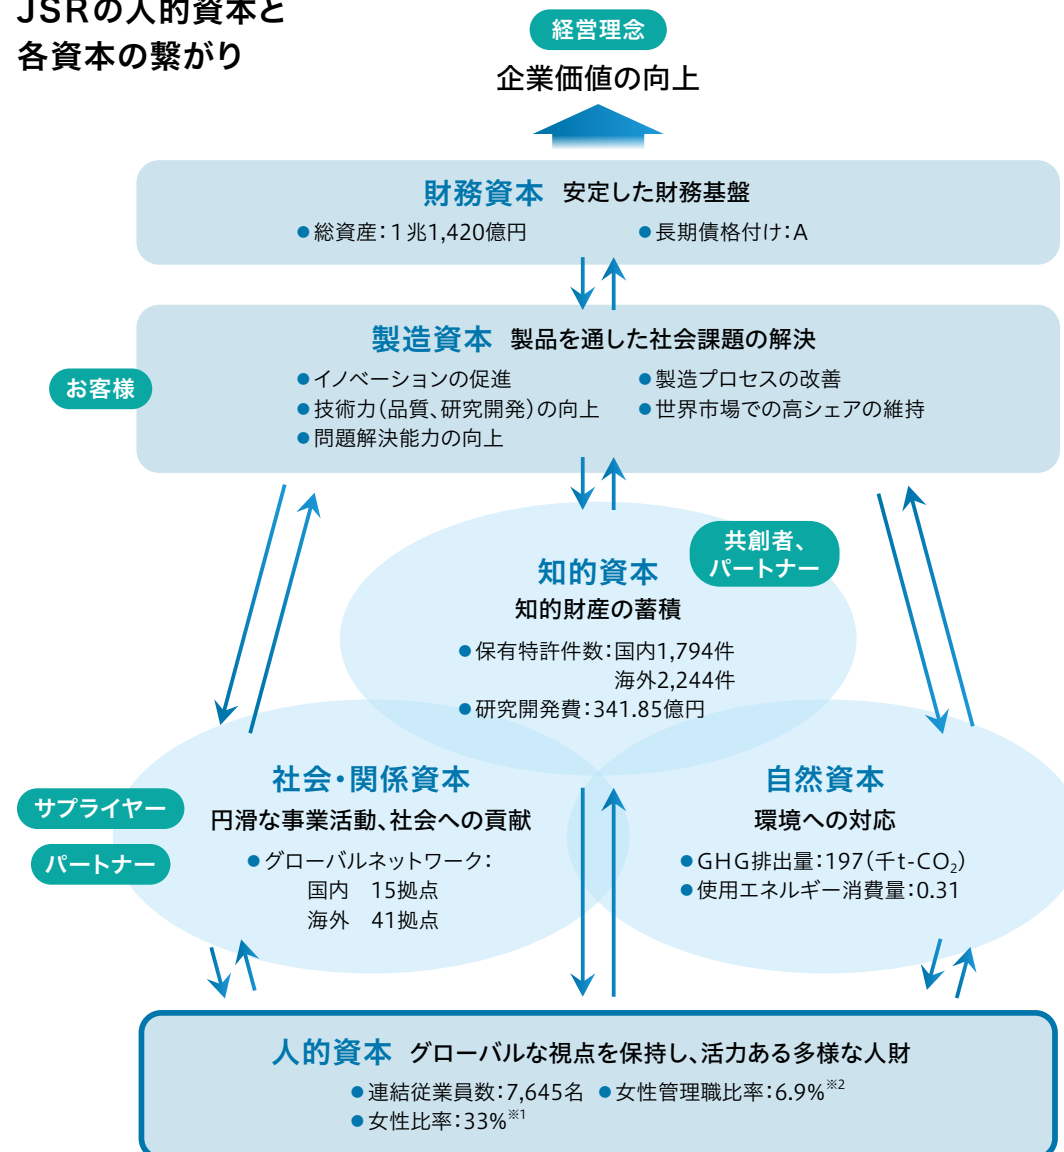 JSRの人的資本と
各資本の繋がり
経営理念
企業価値の向上
財務資本 安定した財務基盤
●総資産：1兆1,420億円 ●長期債格付け：A
製造資本 製品を通した社会課題の解決
お客様
●イノベーションの促進 ●製造プロセスの改善
●技術力（品質、研究開発）の向上 ●世界市場での高シェアの維持
●問題解決能力の向上
共創者、
パートナー
知的資本
知的財産の蓄積
●保有特許件数：国内1,794件
海外2,244件
●研究開発費：341.85億円
社会・関係資本
サプライヤー
パートナー
円滑な事業活動、社会への貢献
●グローバルネットワーク：
国内 15拠点
海外 41拠点
自然資本
環境への対応
●GHG排出量：197（千t-CO₂）
●使用エネルギー消費量：0.31
人的資本 グローバルな視点を保持し、活力ある多様な人財
●連結従業員数：7,645名 ●女性管理職比率：6.9%※2
●女性比率：33%※1